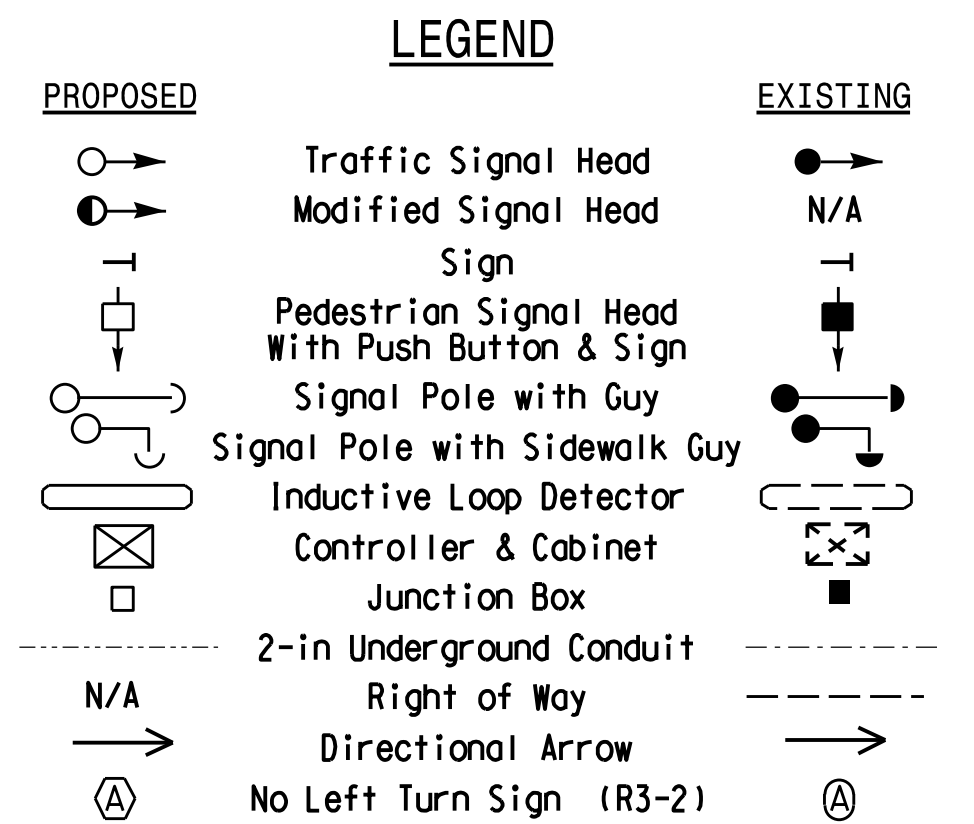 LEGEND
PROPOSED EXISTING
Traffic Signal Head
Modified Signal Head N/A
Sign
Pedestrian Signal Head
With Push Button & Sign
Signal Pole with Guy
Signal Pole with Sidewalk Guy
Inductive Loop Detector
Controller & Cabinet
Junction Box
2-in Underground Conduit
N/A Right of Way
Directional Arrow
A No Left Turn Sign (R3-2) A